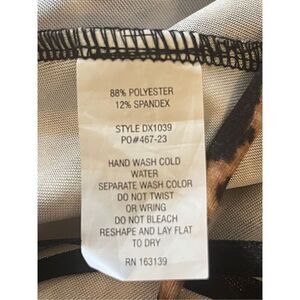 88% POLYESTER
12% SPANDEX
STYLE DX1039
PO#467-23
HAND WASH COLD
WATER
SEPARATE WASH COLOR
DO NOT TWIST
OR WRING
DO NOT BLEACH
RESHAPE AND LAY FLAT
TO DRY
RN 163139